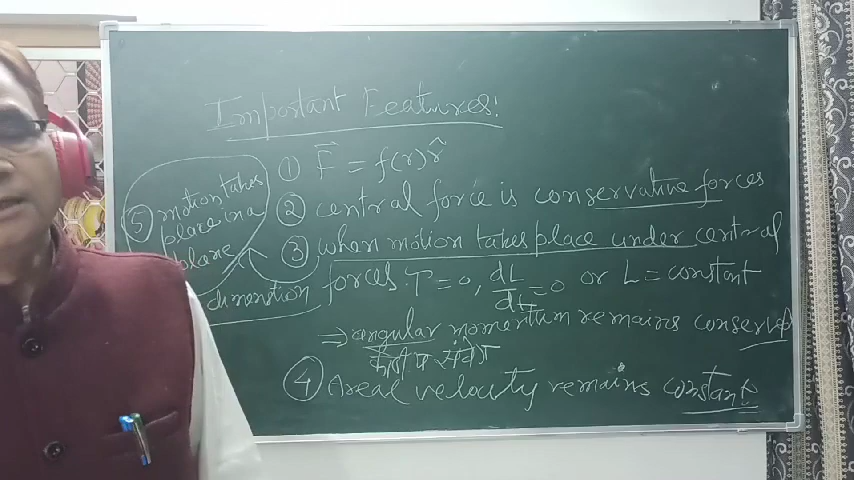 Important Features!
① F⃗ = f(r) r̂
② central force is conservative forces
③ when motion takes place under central
forces. τ = 0, dL/dt = 0 or L = constant
⇒ angular momentum remains conserved
कोणीय संवेग
④ Areal velocity remains constant
⑤ motion takes
place in a
plane
dimension